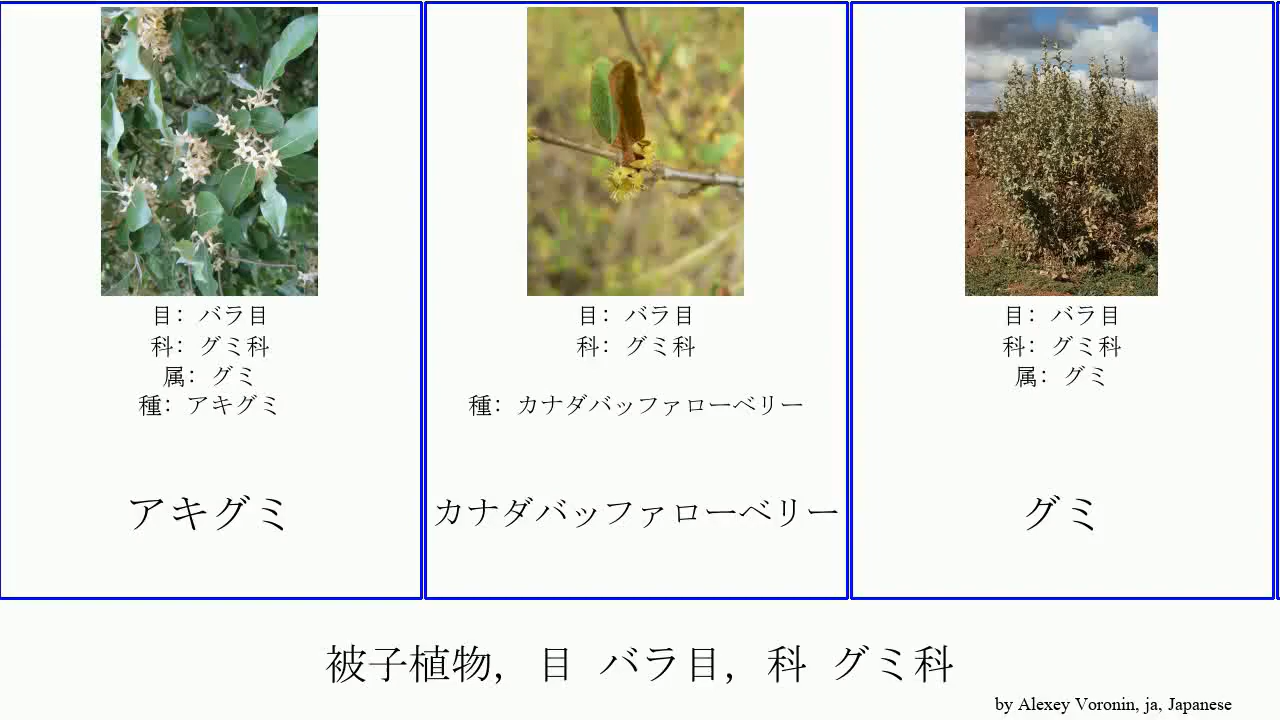 目: バラ目
科: グミ科
属: グミ
種: アキグミ
アキグミ
目: バラ目
科: グミ科
種: カナダバッファローベリー
カナダバッファローベリー
目: バラ目
科: グミ科
属: グミ
グミ
被子植物, 目 バラ目, 科 グミ科
by Alexey Voronin, ja, Japanese